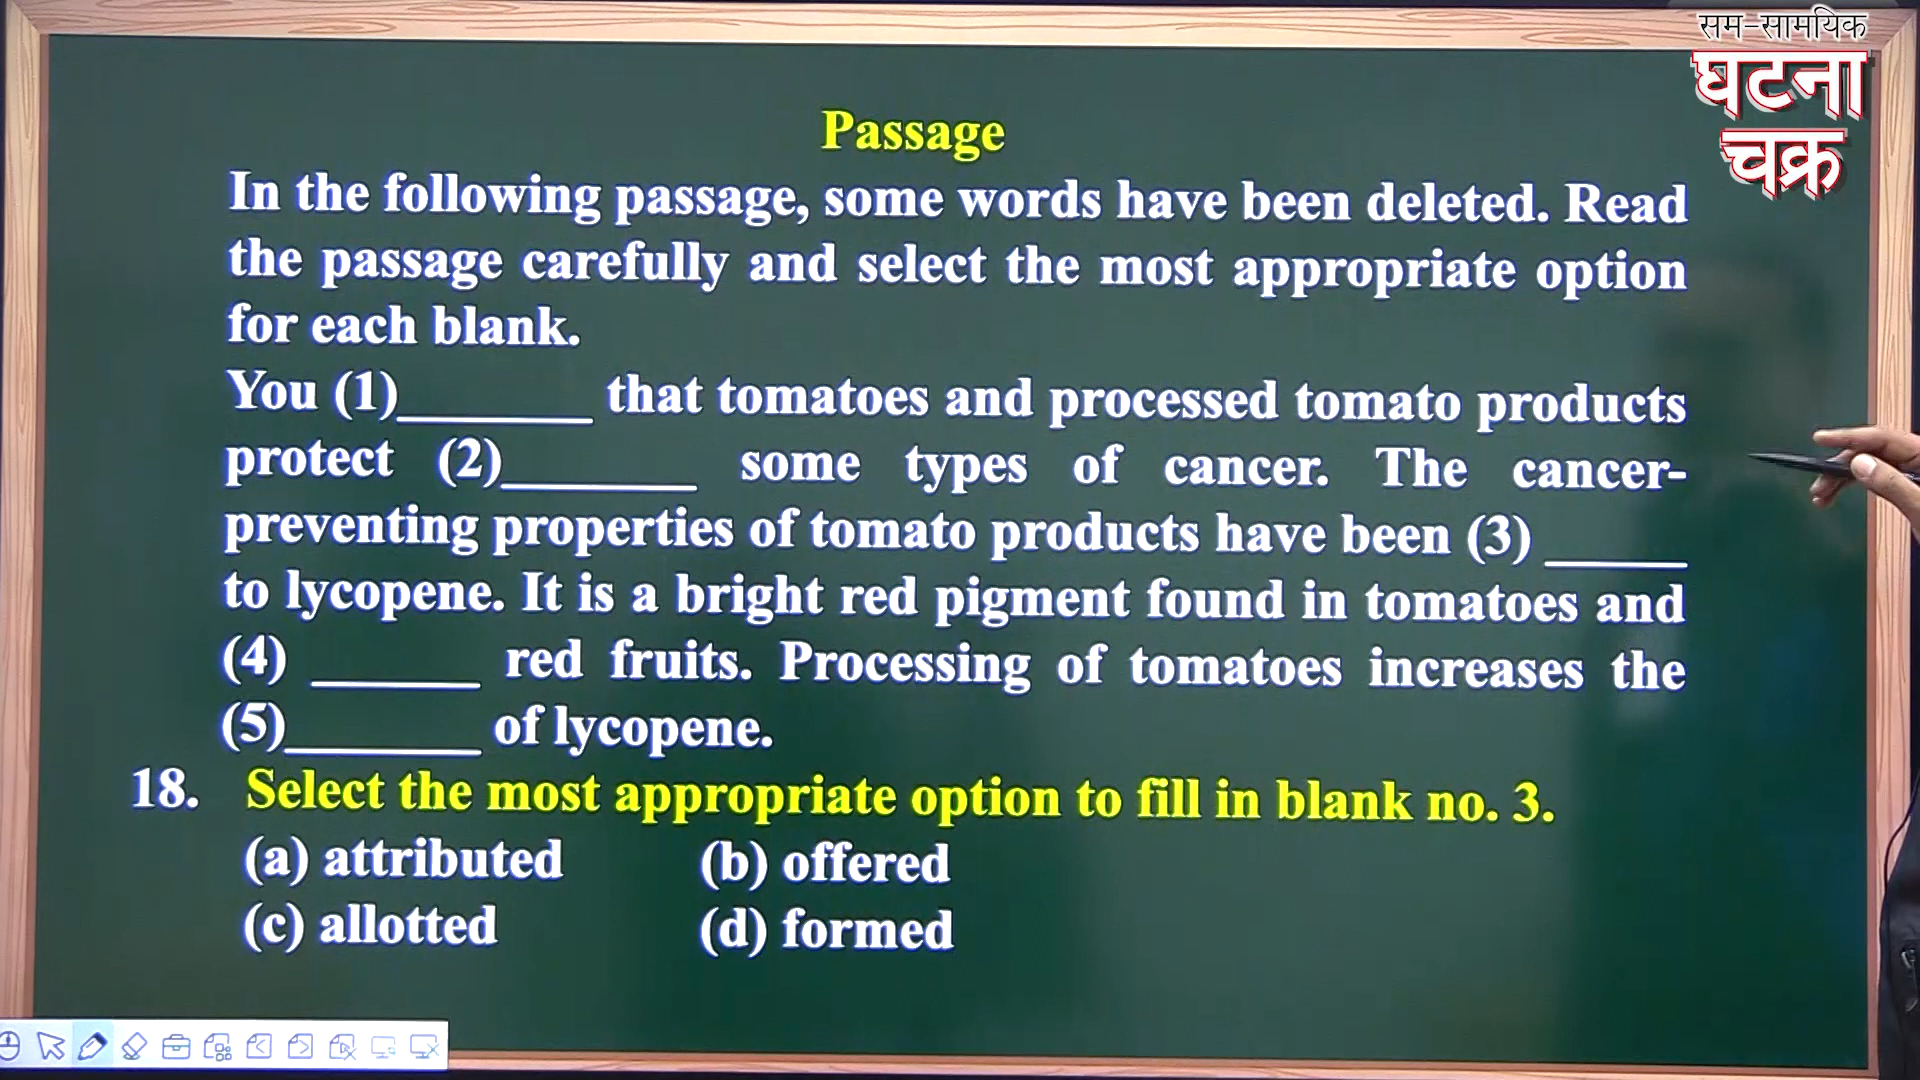 सम-सामयिक
घटना
चक्र
Passage
In the following passage, some words have been deleted. Read
the passage carefully and select the most appropriate option
for each blank.
You (1)________ that tomatoes and processed tomato products
protect (2)________ some types of cancer. The cancer-
preventing properties of tomato products have been (3) ______
to lycopene. It is a bright red pigment found in tomatoes and
(4) _______ red fruits. Processing of tomatoes increases the
(5)________ of lycopene.
18. Select the most appropriate option to fill in blank no. 3.
(a) attributed (b) offered
(c) allotted (d) formed